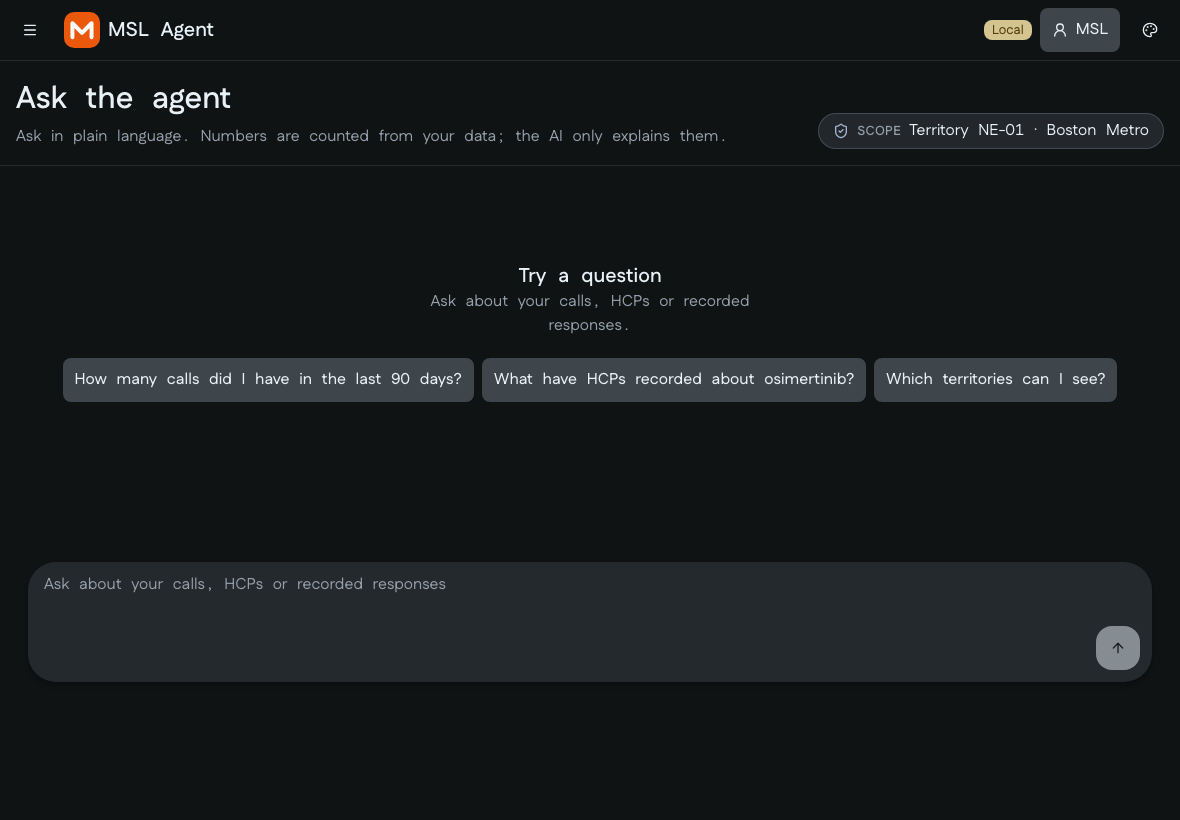 MSL Agent
Local
MSL
Ask the agent
Ask in plain language. Numbers are counted from your data; the AI only explains them.
SCOPE Territory NE-01 · Boston Metro
Try a question
Ask about your calls, HCPs or recorded
responses.
How many calls did I have in the last 90 days?
What have HCPs recorded about osimertinib?
Which territories can I see?
Ask about your calls, HCPs or recorded responses